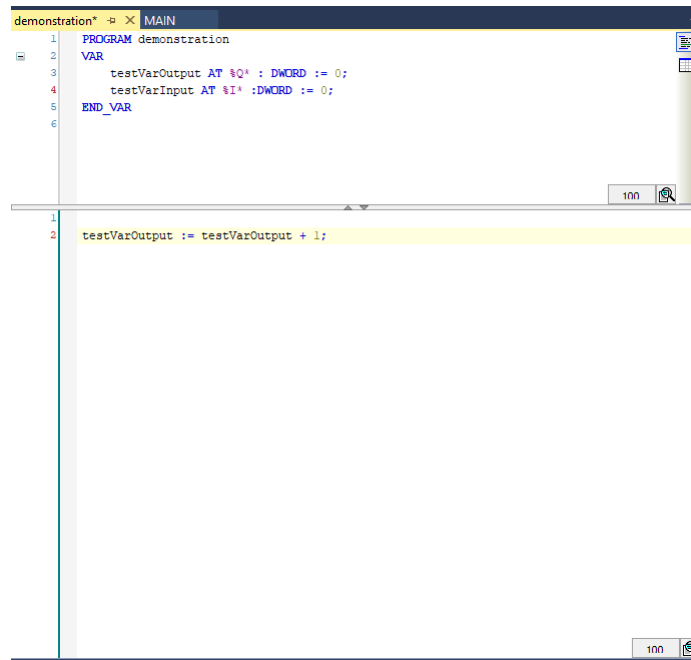 demonstration* MAIN
1 PROGRAM demonstration
2 VAR
3 testVarOutput AT %Q* : DWORD := 0;
4 testVarInput AT %I* :DWORD := 0;
5 END_VAR
6
100
1
2 testVarOutput := testVarOutput + 1;
100